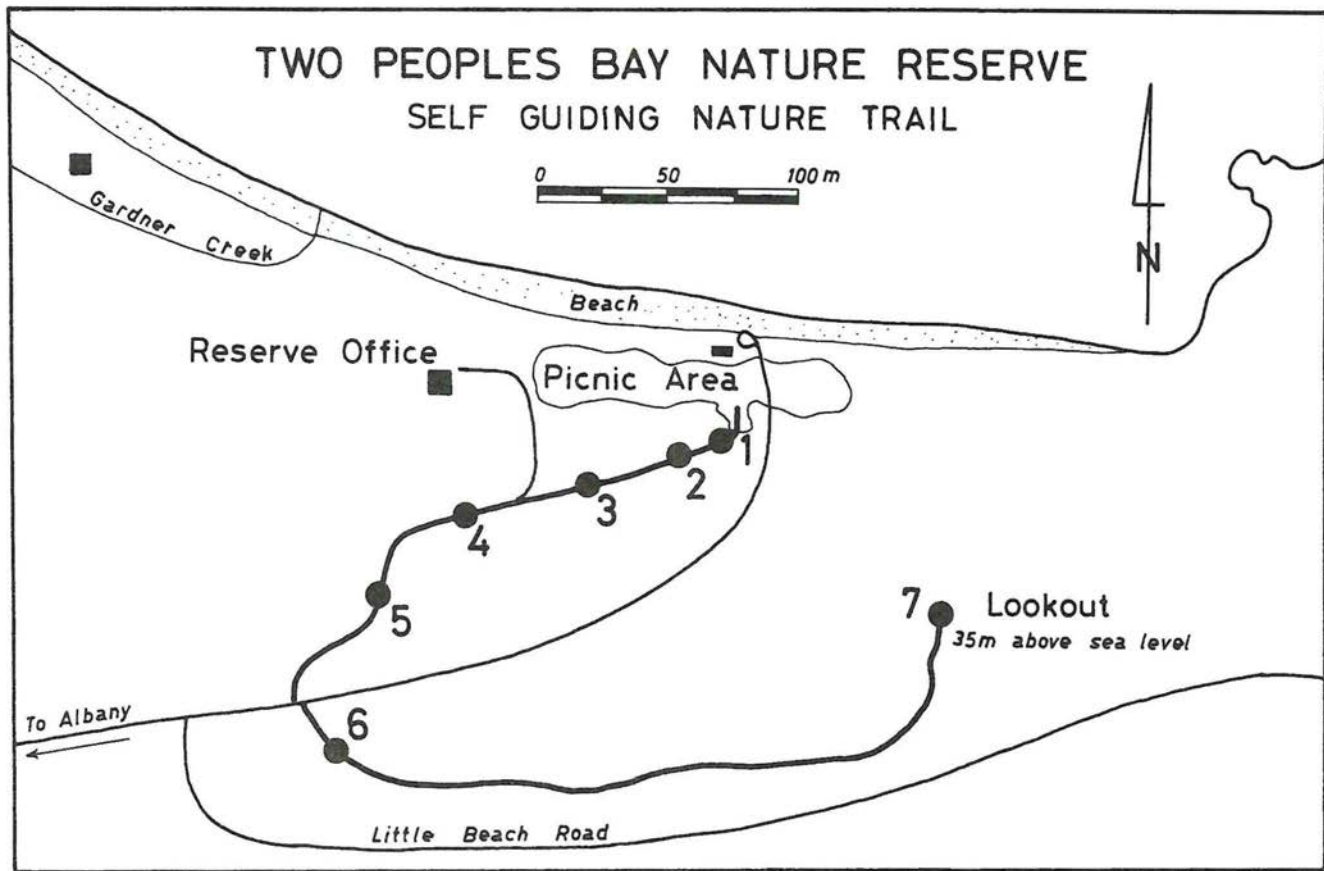 TWO PEOPLES BAY NATURE RESERVE
SELF GUIDING NATURE TRAIL
0 50 100 m
Gardner Creek
N
Beach
Reserve Office
Picnic Area
1
2
3
4
5
7 Lookout
35m above sea level
To Albany
6
Little Beach Road